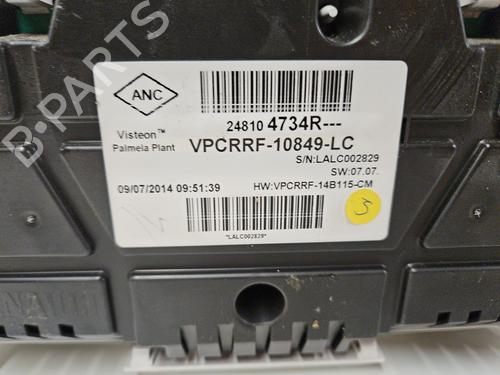 ANC
24810 4734R---
Visteon™
Palmela Plant
VPCRRF-10849-LC
S/N:LALC002829
SW:07.07.
09/07/2014 09:51:39
HW:VPCRRF-14B115-CM
*LALC002829*
B-PARTS